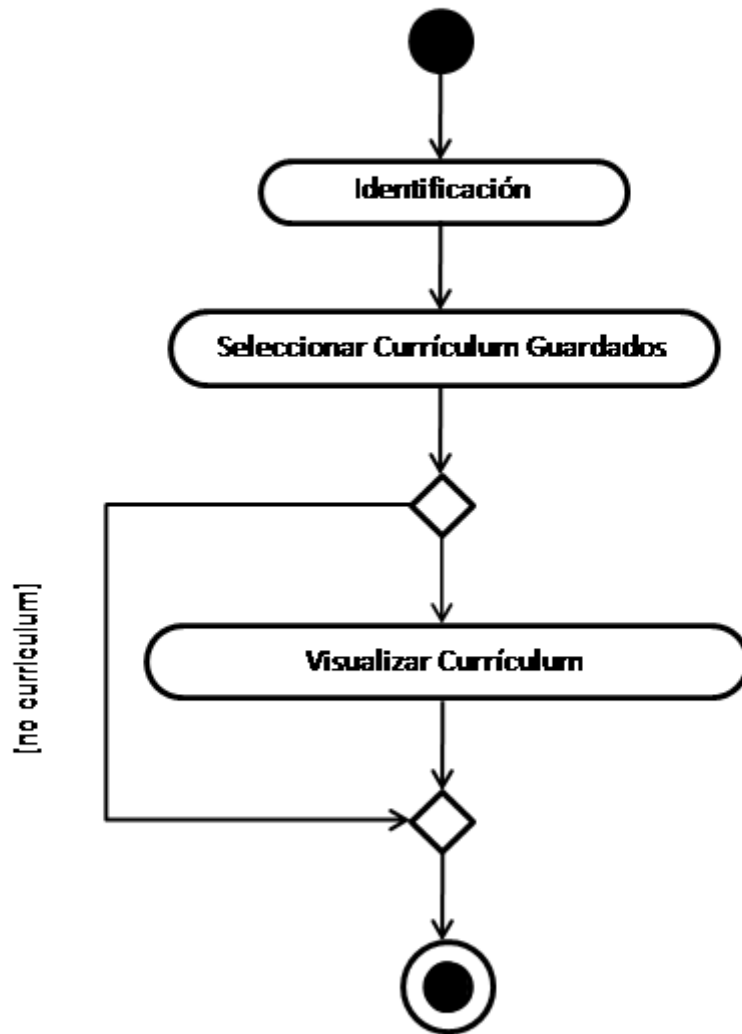 Identificación
Seleccionar Currículum Guardados
[no curriculum]
Visualizar Currículum